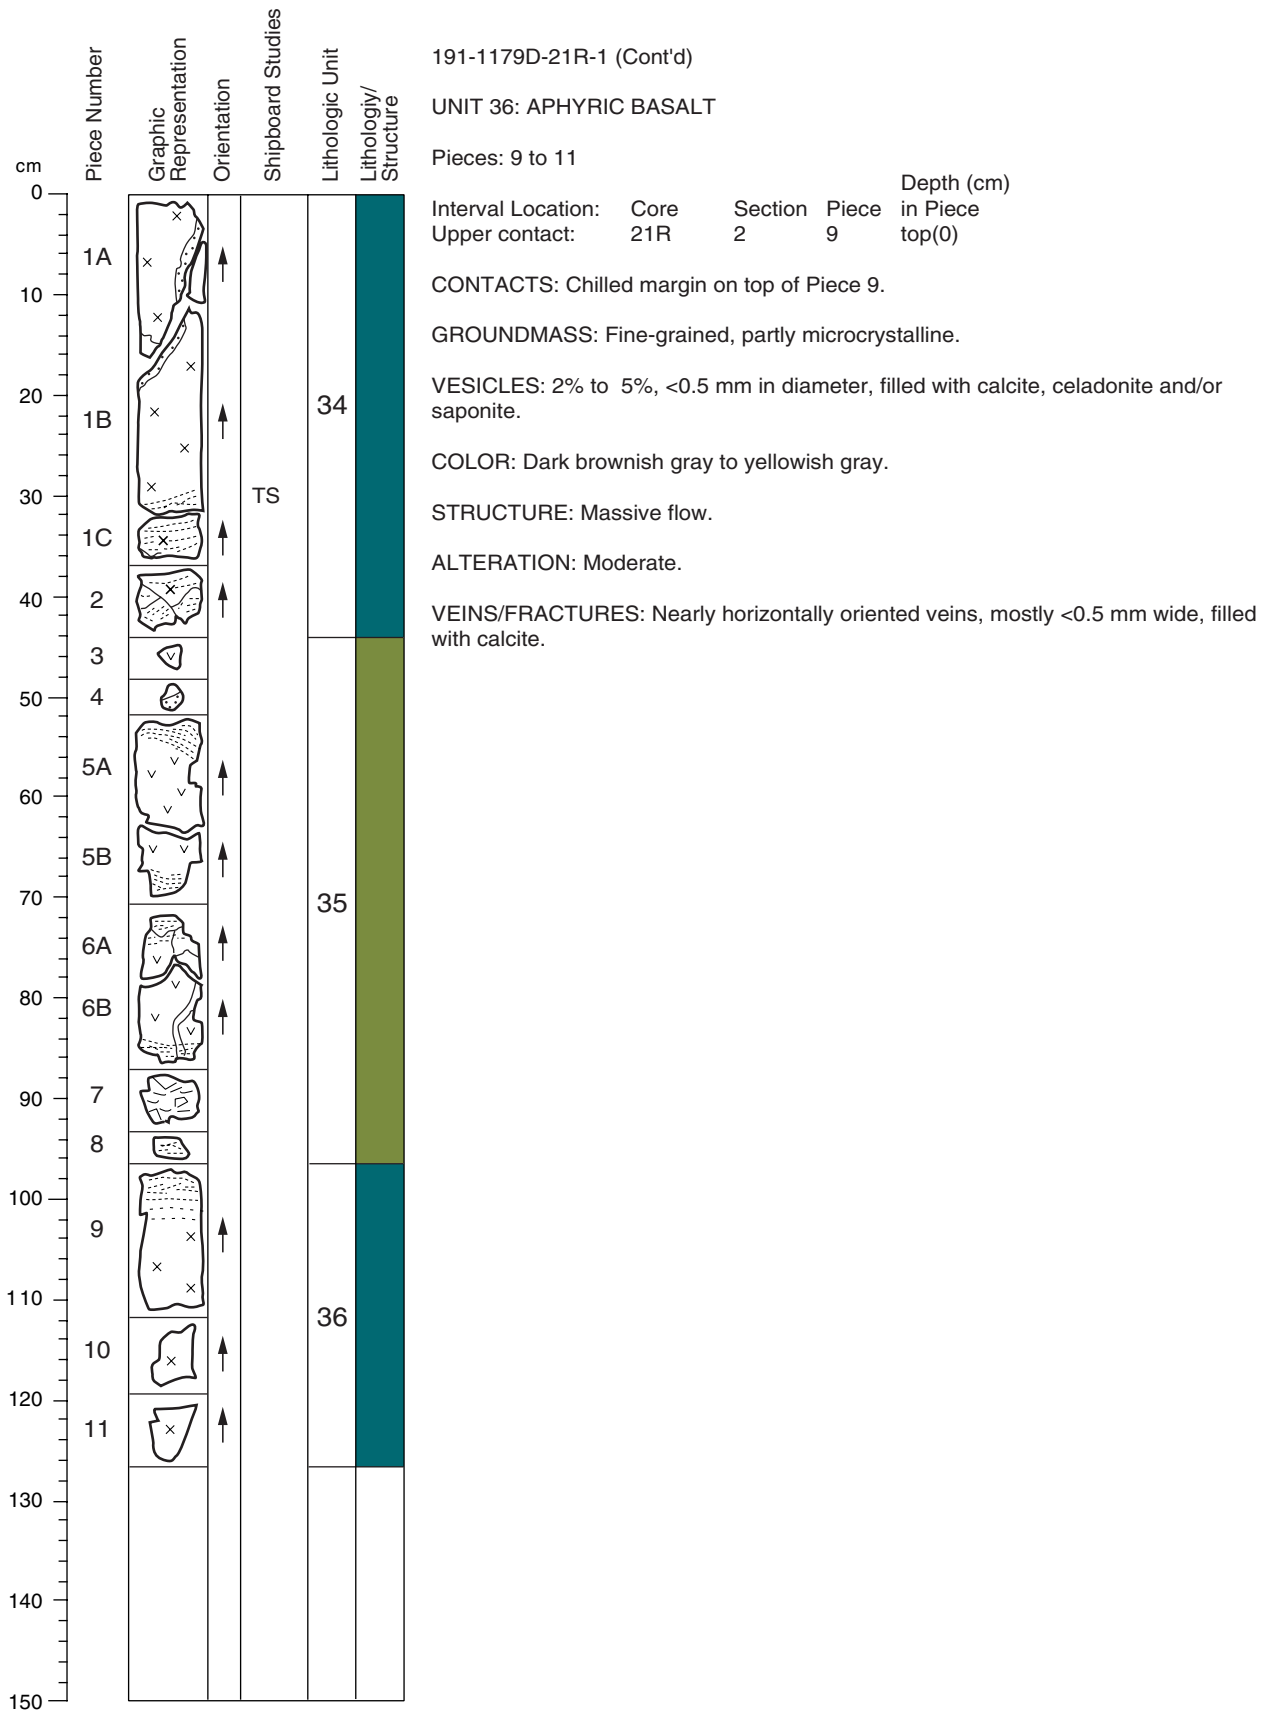 cm
Piece Number
Graphic
Representation
Orientation
Shipboard Studies
Lithologic Unit
Lithologiy/
Structure
0
10
20
30
40
50
60
70
80
90
100
110
120
130
140
150
1A
1B
1C
2
3
4
5A
5B
6A
6B
7
8
9
10
11
TS
34
35
36
191-1179D-21R-1 (Cont'd)
UNIT 36: APHYRIC BASALT
Pieces: 9 to 11
Depth (cm)
Interval Location: Core Section Piece in Piece
Upper contact: 21R 2 9 top(0)
CONTACTS: Chilled margin on top of Piece 9.
GROUNDMASS: Fine-grained, partly microcrystalline.
VESICLES: 2% to 5%, <0.5 mm in diameter, filled with calcite, celadonite and/or
saponite.
COLOR: Dark brownish gray to yellowish gray.
STRUCTURE: Massive flow.
ALTERATION: Moderate.
VEINS/FRACTURES: Nearly horizontally oriented veins, mostly <0.5 mm wide, filled
with calcite.